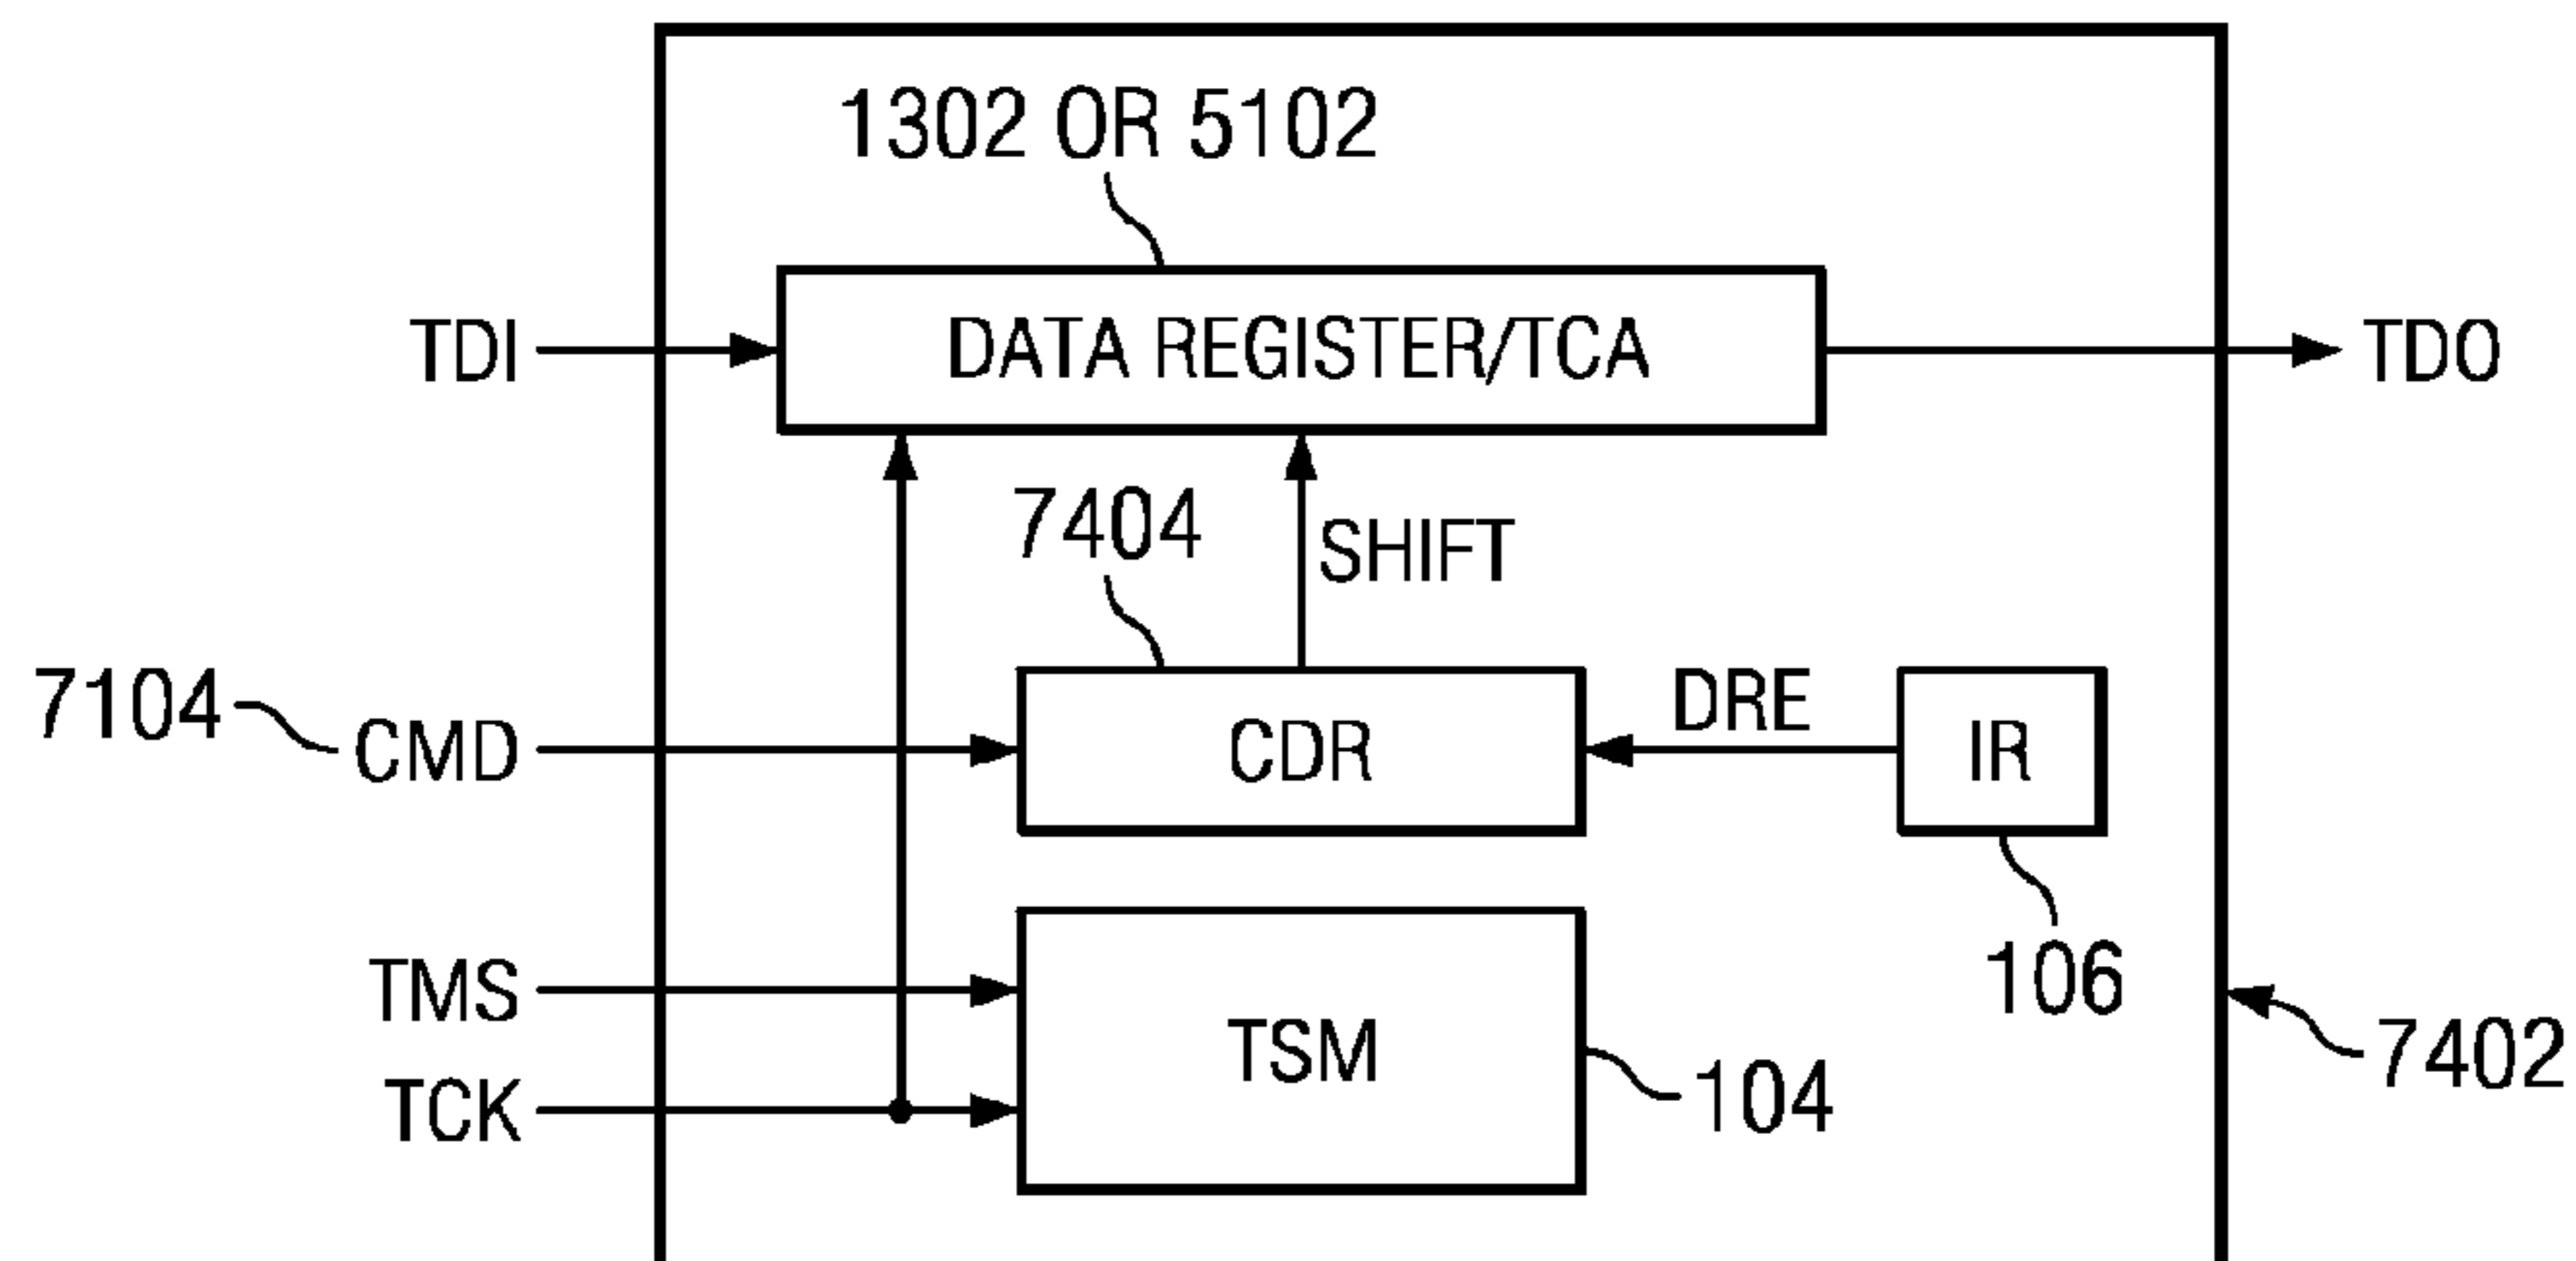 1302 OR 5102
TDI
DATA REGISTER/TCA
TDO
7404
SHIFT
7104
CMD
CDR
DRE
IR
TMS
TSM
106
TCK
104
7402